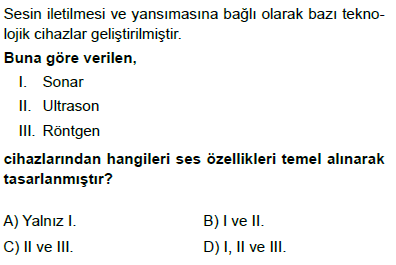 Sesin iletilmesi ve yansımasına bağlı olarak bazı tekno-
lojik cihazlar geliştirilmiştir.
Buna göre verilen,
I. Sonar
II. Ultrason
III. Röntgen
cihazlarından hangileri ses özellikleri temel alınarak
tasarlanmıştır?
A) Yalnız I. B) I ve II.
C) II ve III. D) I, II ve III.